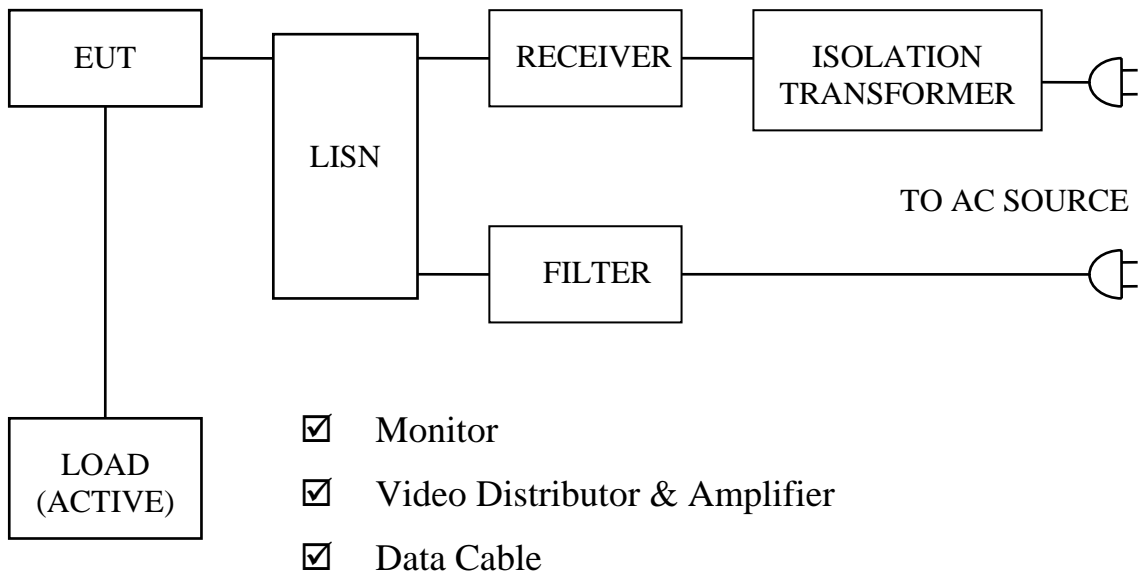 EUT
LISN
RECEIVER
ISOLATION
TRANSFORMER
TO AC SOURCE
FILTER
LOAD
(ACTIVE)
☑ Monitor
☑ Video Distributor & Amplifier
☑ Data Cable